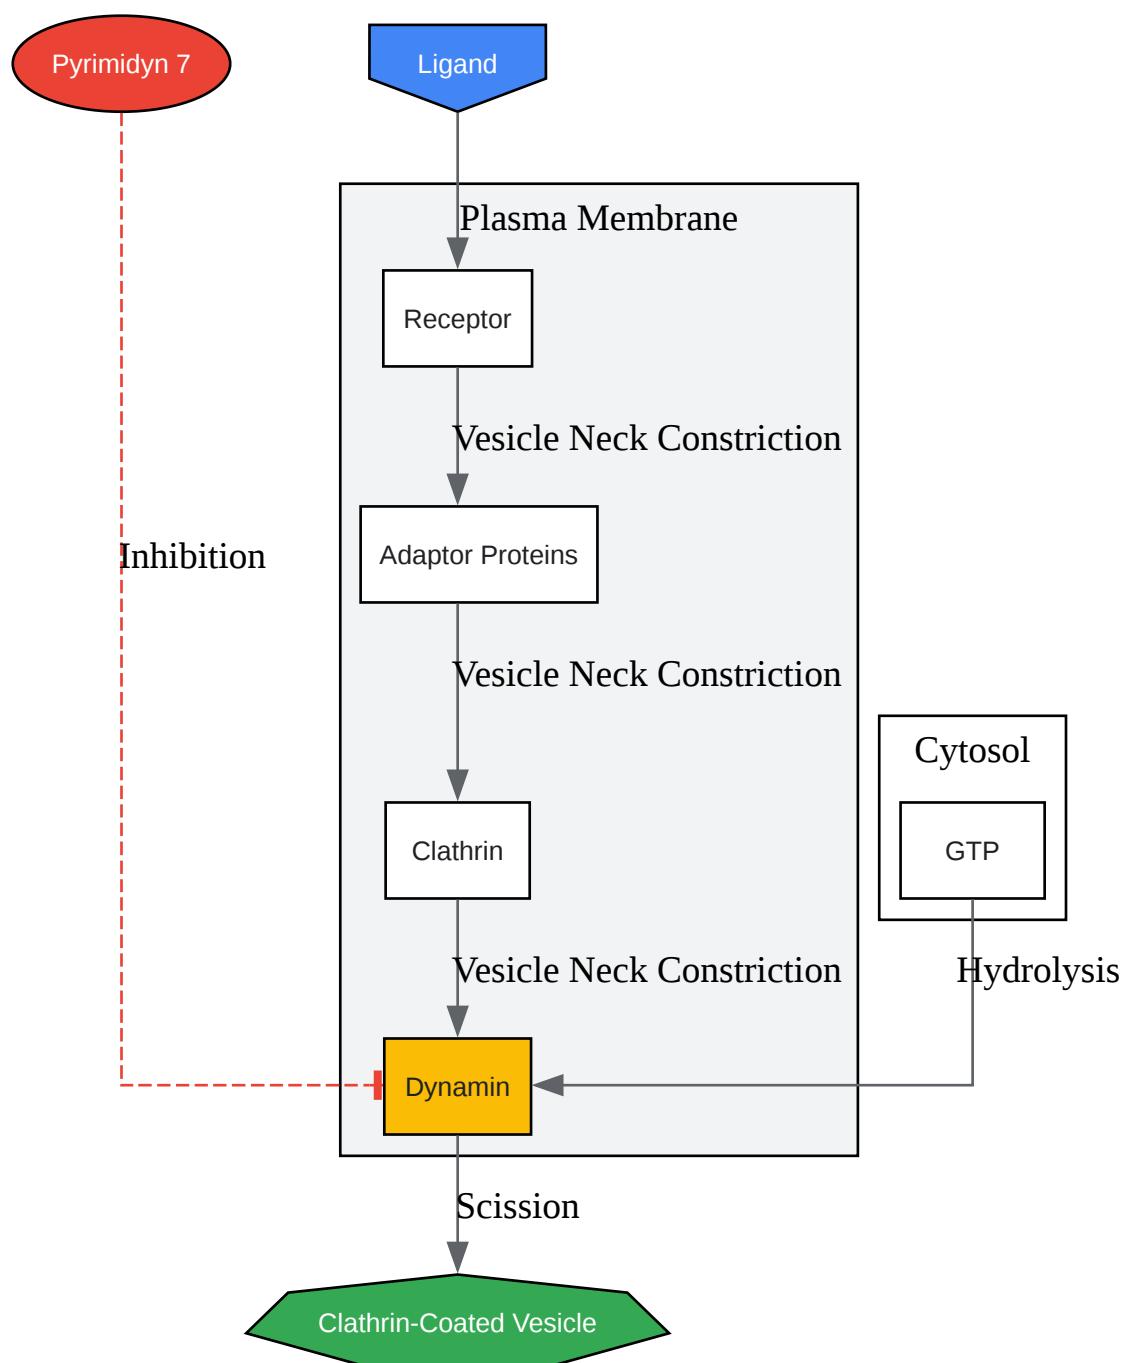 Pyrimidyn 7
Ligand
Plasma Membrane
Receptor
Vesicle Neck Constriction
Inhibition
Adaptor Proteins
Vesicle Neck Constriction
Cytosol
Clathrin
GTP
Vesicle Neck Constriction
Hydrolysis
Dynamin
Scission
Clathrin-Coated Vesicle